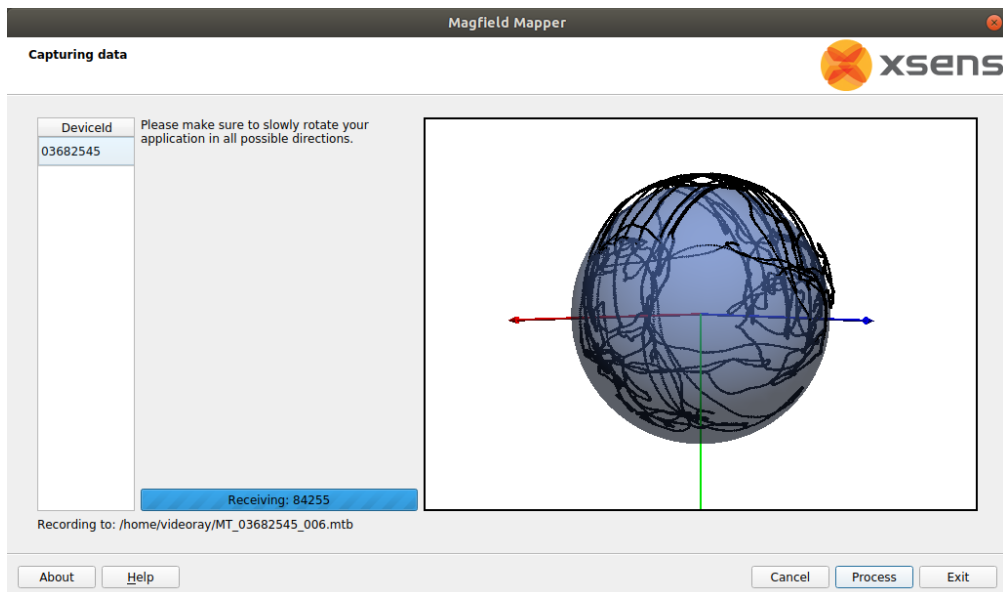 Magfield Mapper
Capturing data
xsens
DeviceId
03682545
Please make sure to slowly rotate your
application in all possible directions.
Receiving: 84255
Recording to: /home/videoray/MT_03682545_006.mtb
About
Help
Cancel
Process
Exit